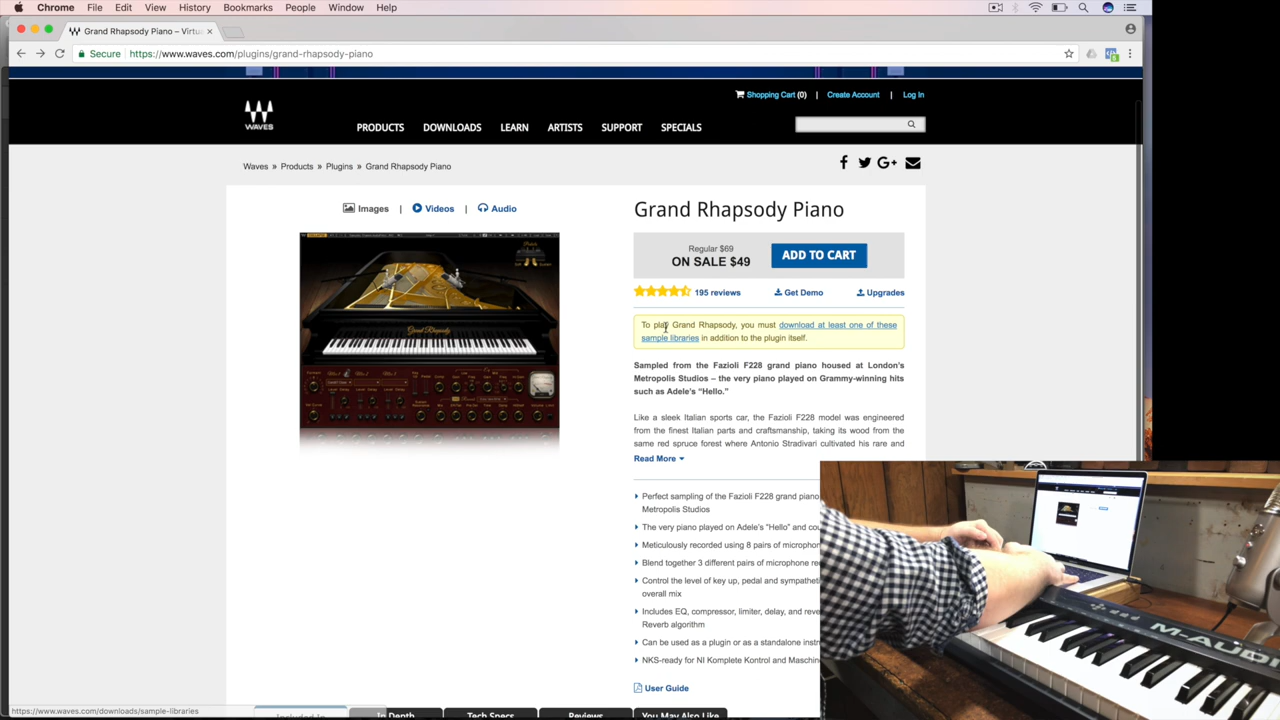 Chrome File Edit View History Bookmarks People Window Help
Grand Rhapsody Piano – Virtu
Secure https://www.waves.com/plugins/grand-rhapsody-piano
Shopping Cart (0) | Create Account | Log In
WAVES
PRODUCTS DOWNLOADS LEARN ARTISTS SUPPORT SPECIALS
Waves » Products » Plugins » Grand Rhapsody Piano
Images | Videos | Audio
Grand Rhapsody Piano
Regular $69
ON SALE $49
ADD TO CART
195 reviews Get Demo Upgrades
To play Grand Rhapsody, you must download at least one of these
sample libraries in addition to the plugin itself.
Sampled from the Fazioli F228 grand piano housed at London's
Metropolis Studios – the very piano played on Grammy-winning hits
such as Adele's "Hello."
Like a sleek Italian sports car, the Fazioli F228 model was engineered
from the finest Italian parts and craftsmanship, taking its wood from the
same red spruce forest where Antonio Stradivari cultivated his rare and
Read More
Grand Rhapsody
Perfect sampling of the Fazioli F228 grand piano
Metropolis Studios
The very piano played on Adele's "Hello" and cou
Meticulously recorded using 8 pairs of microphon
Blend together 3 different pairs of microphone re
Control the level of key up, pedal and sympatheti
overall mix
Includes EQ, compressor, limiter, delay, and reve
Reverb algorithm
Can be used as a plugin or as a standalone instr
NKS-ready for NI Komplete Kontrol and Maschin
User Guide
M-AUDIO
https://www.waves.com/downloads/sample-libraries
Included In In Depth Tech Specs Reviews You May Also Like